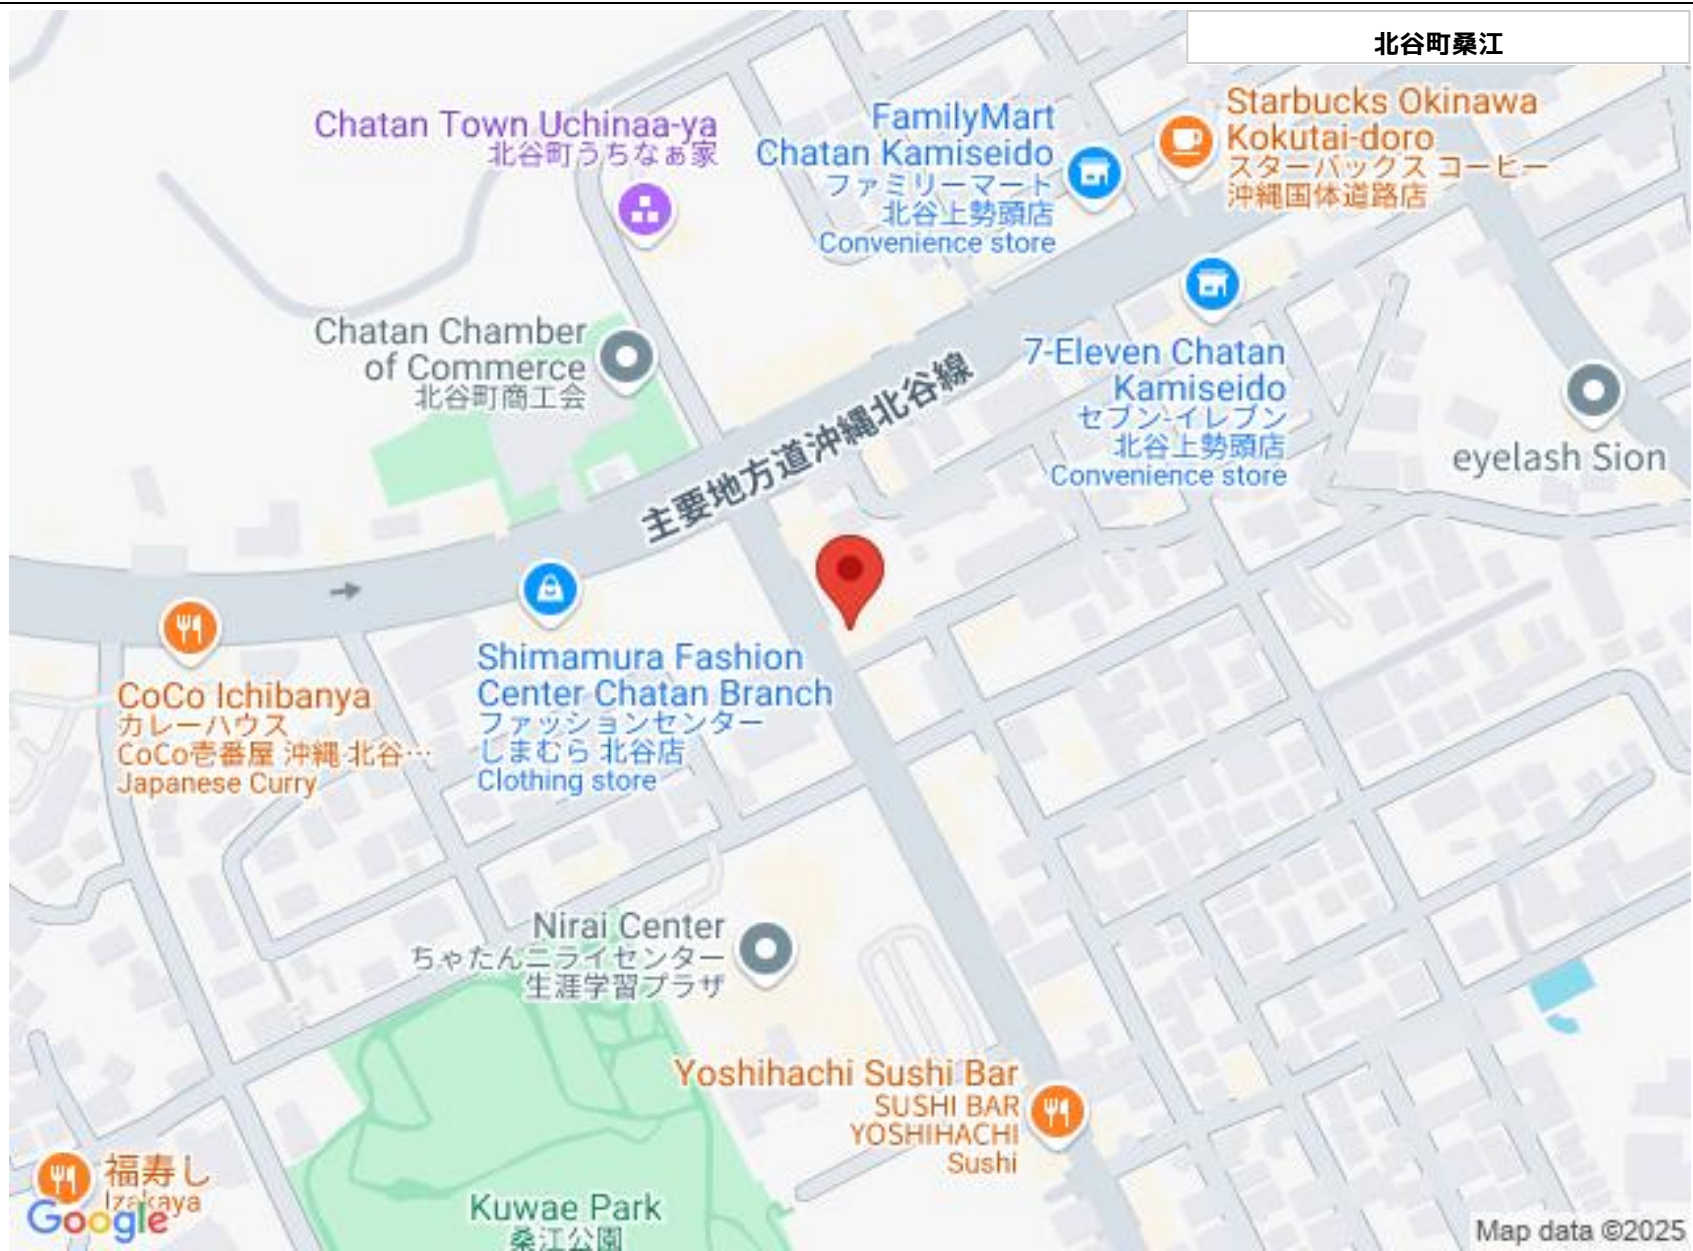 北谷町桑江
Chatan Town Uchinaa-ya
北谷町うちなぁ家
FamilyMart
Chatan Kamiseido
ファミリーマート
北谷上勢頭店
Convenience store
Starbucks Okinawa
Kokutai-doro
スターバックス コーヒー
沖縄国体道路店
Chatan Chamber
of Commerce
北谷町商工会
主要地方道沖縄北谷線
7-Eleven Chatan
Kamiseido
セブン-イレブン
北谷上勢頭店
Convenience store
eyelash Sion
CoCo Ichibanya
カレーハウス
CoCo壱番屋 沖縄 北谷…
Japanese Curry
Shimamura Fashion
Center Chatan Branch
ファッションセンター
しまむら 北谷店
Clothing store
Nirai Center
ちゃたんニライセンター
生涯学習プラザ
Yoshihachi Sushi Bar
SUSHI BAR
YOSHIHACHI
Sushi
福寿し
Izakaya
Google
Kuwae Park
桑江公園
Map data ©2025